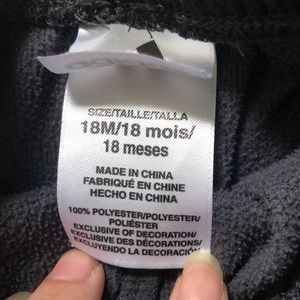 adidas
SIZE/TAILLE/TALLA
18M/18 mois/
18 meses
MADE IN CHINA
FABRIQUÉ EN CHINE
HECHO EN CHINA
100% POLYESTER/POLYESTER/
POLIÉSTER
EXCLUSIVE OF DECORATION/
EXCLUSIVE DES DÉCORATIONS/
EXCLUYENDO LA DECORACIÓN